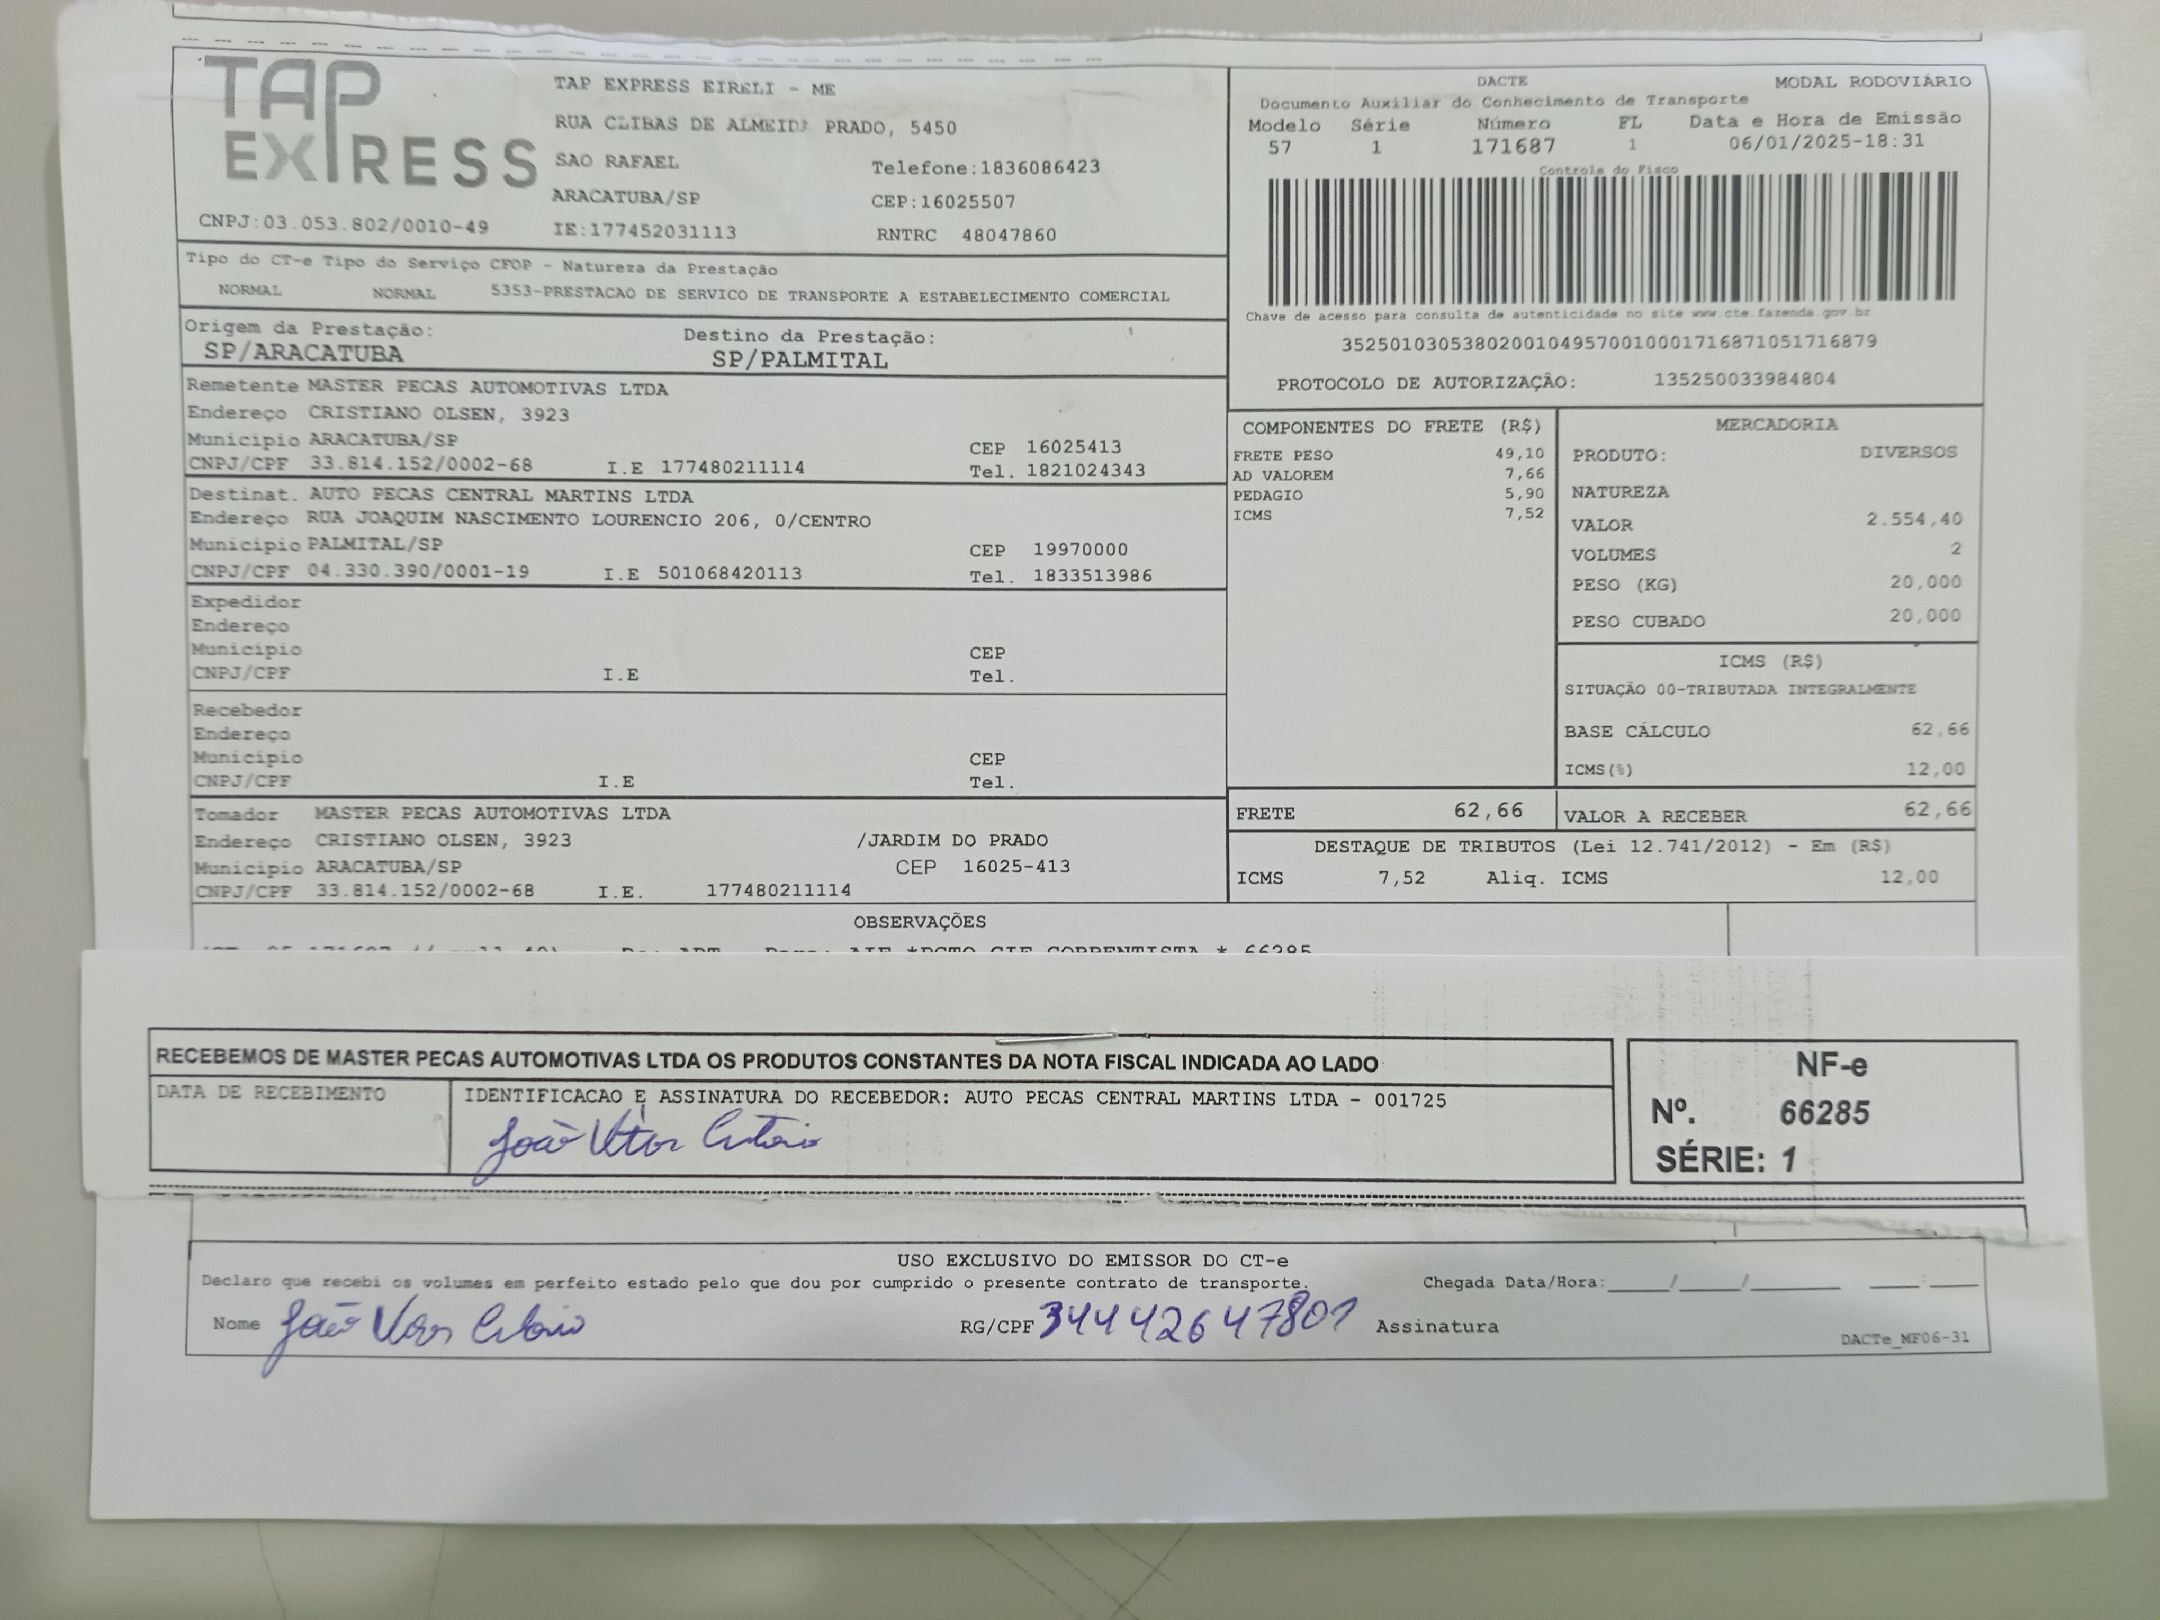 TAP EXPRESS
TAP EXPRESS EIRELI - ME
RUA CLIBAS DE ALMEIDA PRADO, 5450
SAO RAFAEL Telefone:1836086423
ARACATUBA/SP CEP:16025507
CNPJ:03.053.802/0010-49 IE:177452031113 RNTRC 48047860
DACTE MODAL RODOVIÁRIO
Documento Auxiliar do Conhecimento de Transporte
Modelo Série Número FL Data e Hora de Emissão
57 1 171687 1 06/01/2025-18:31
Controle do Fisco
Chave de acesso para consulta de autenticidade no site www.cte.fazenda.gov.br
35250103053802001049570010001716871051716879
PROTOCOLO DE AUTORIZAÇÃO: 135250033984804
Tipo do CT-e Tipo do Serviço CFOP - Natureza da Prestação
NORMAL NORMAL 5353-PRESTACAO DE SERVICO DE TRANSPORTE A ESTABELECIMENTO COMERCIAL
Origem da Prestação: Destino da Prestação:
SP/ARACATUBA SP/PALMITAL
Remetente MASTER PECAS AUTOMOTIVAS LTDA
Endereço CRISTIANO OLSEN, 3923
Municipio ARACATUBA/SP CEP 16025413
CNPJ/CPF 33.814.152/0002-68 I.E 177480211114 Tel. 1821024343
Destinat. AUTO PECAS CENTRAL MARTINS LTDA
Endereço RUA JOAQUIM NASCIMENTO LOURENCIO 206, 0/CENTRO
Municipio PALMITAL/SP CEP 19970000
CNPJ/CPF 04.330.390/0001-19 I.E 501068420113 Tel. 1833513986
Expedidor
Endereço
Municipio CEP
CNPJ/CPF I.E Tel.
Recebedor
Endereço
Municipio CEP
CNPJ/CPF I.E Tel.
Tomador MASTER PECAS AUTOMOTIVAS LTDA
Endereço CRISTIANO OLSEN, 3923 /JARDIM DO PRADO
Municipio ARACATUBA/SP CEP 16025-413
CNPJ/CPF 33.814.152/0002-68 I.E. 177480211114
COMPONENTES DO FRETE (R$)
FRETE PESO 49,10
AD VALOREM 7,66
PEDAGIO 5,90
ICMS 7,52
MERCADORIA
PRODUTO: DIVERSOS
NATUREZA
VALOR 2.554,40
VOLUMES 2
PESO (KG) 20,000
PESO CUBADO 20,000
ICMS (R$)
SITUAÇÃO 00-TRIBUTADA INTEGRALMENTE
BASE CÁLCULO 62,66
ICMS(%) 12,00
FRETE 62,66 VALOR A RECEBER 62,66
DESTAQUE DE TRIBUTOS (Lei 12.741/2012) - Em (R$)
ICMS 7,52 Aliq. ICMS 12,00
OBSERVAÇÕES
CORRENTISTA * 66285
RECEBEMOS DE MASTER PECAS AUTOMOTIVAS LTDA OS PRODUTOS CONSTANTES DA NOTA FISCAL INDICADA AO LADO
DATA DE RECEBIMENTO IDENTIFICACAO E ASSINATURA DO RECEBEDOR: AUTO PECAS CENTRAL MARTINS LTDA - 001725
João Vitor
NF-e
Nº. 66285
SÉRIE: 1
USO EXCLUSIVO DO EMISSOR DO CT-e
Declaro que recebi os volumes em perfeito estado pelo que dou por cumprido o presente contrato de transporte. Chegada Data/Hora:____/____/______ ___:___
Nome João Vitor RG/CPF 34442647801 Assinatura
DACTe_MF06-31